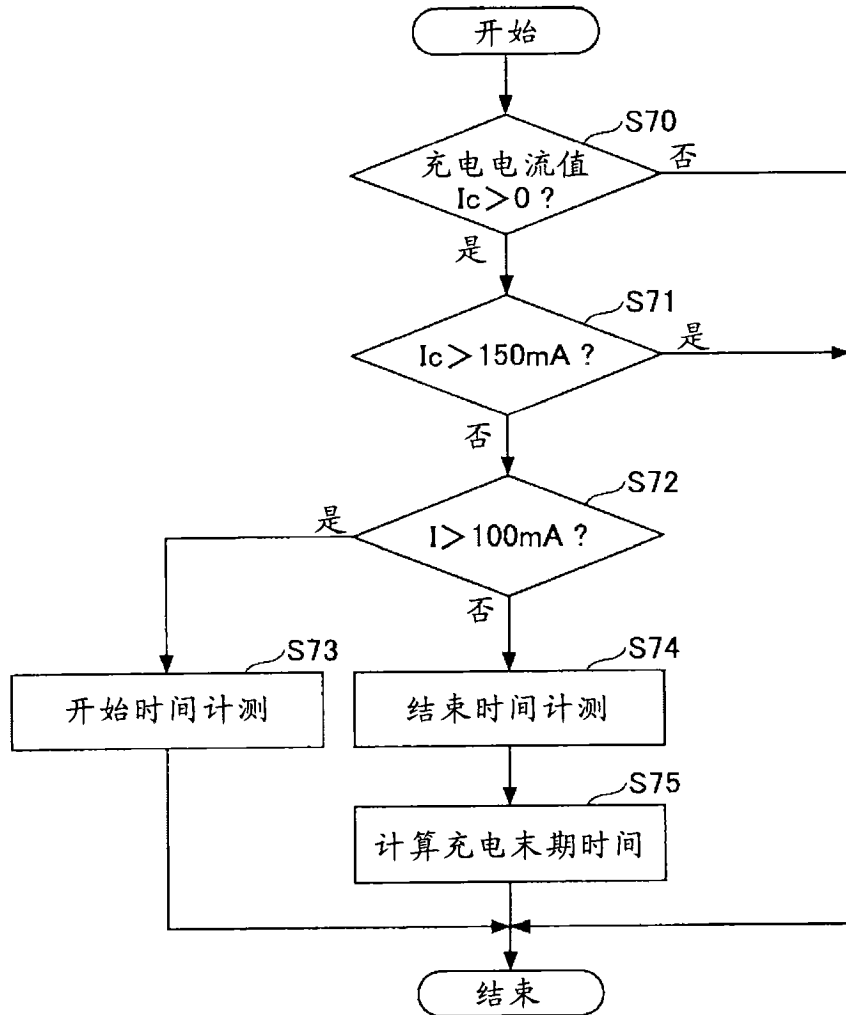 开始
S70
充电电流值
Ic＞0？
否
是
S71
Ic＞150mA？
是
否
S72
I＞100mA？
是
否
S73
开始时间计测
S74
结束时间计测
S75
计算充电末期时间
结束